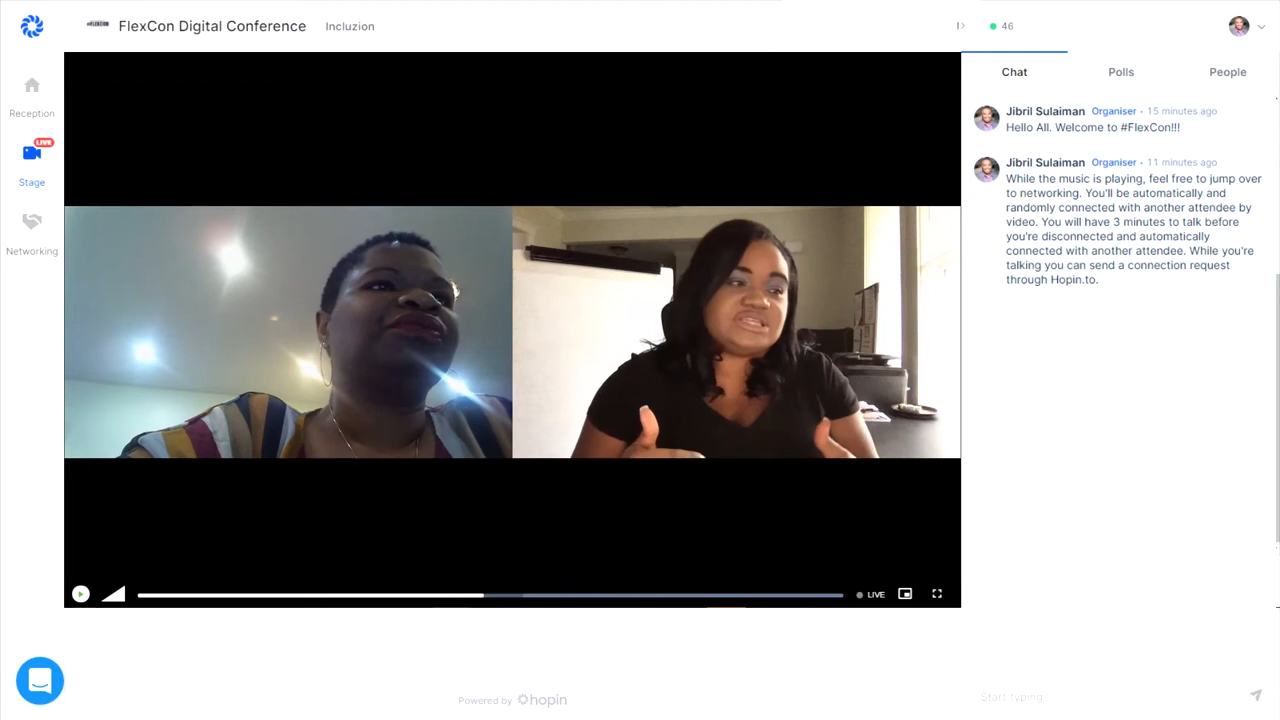 #FLEXCON FlexCon Digital Conference Incluzion
46
Reception
LIVE
Stage
Networking
Chat Polls People
Jibril Sulaiman Organiser • 15 minutes ago
Hello All. Welcome to #FlexCon!!!
Jibril Sulaiman Organiser • 11 minutes ago
While the music is playing, feel free to jump over
to networking. You'll be automatically and
randomly connected with another attendee by
video. You will have 3 minutes to talk before
you're disconnected and automatically
connected with another attendee. While you're
talking you can send a connection request
through Hopin.to.
LIVE
Powered by hopin
Start typing